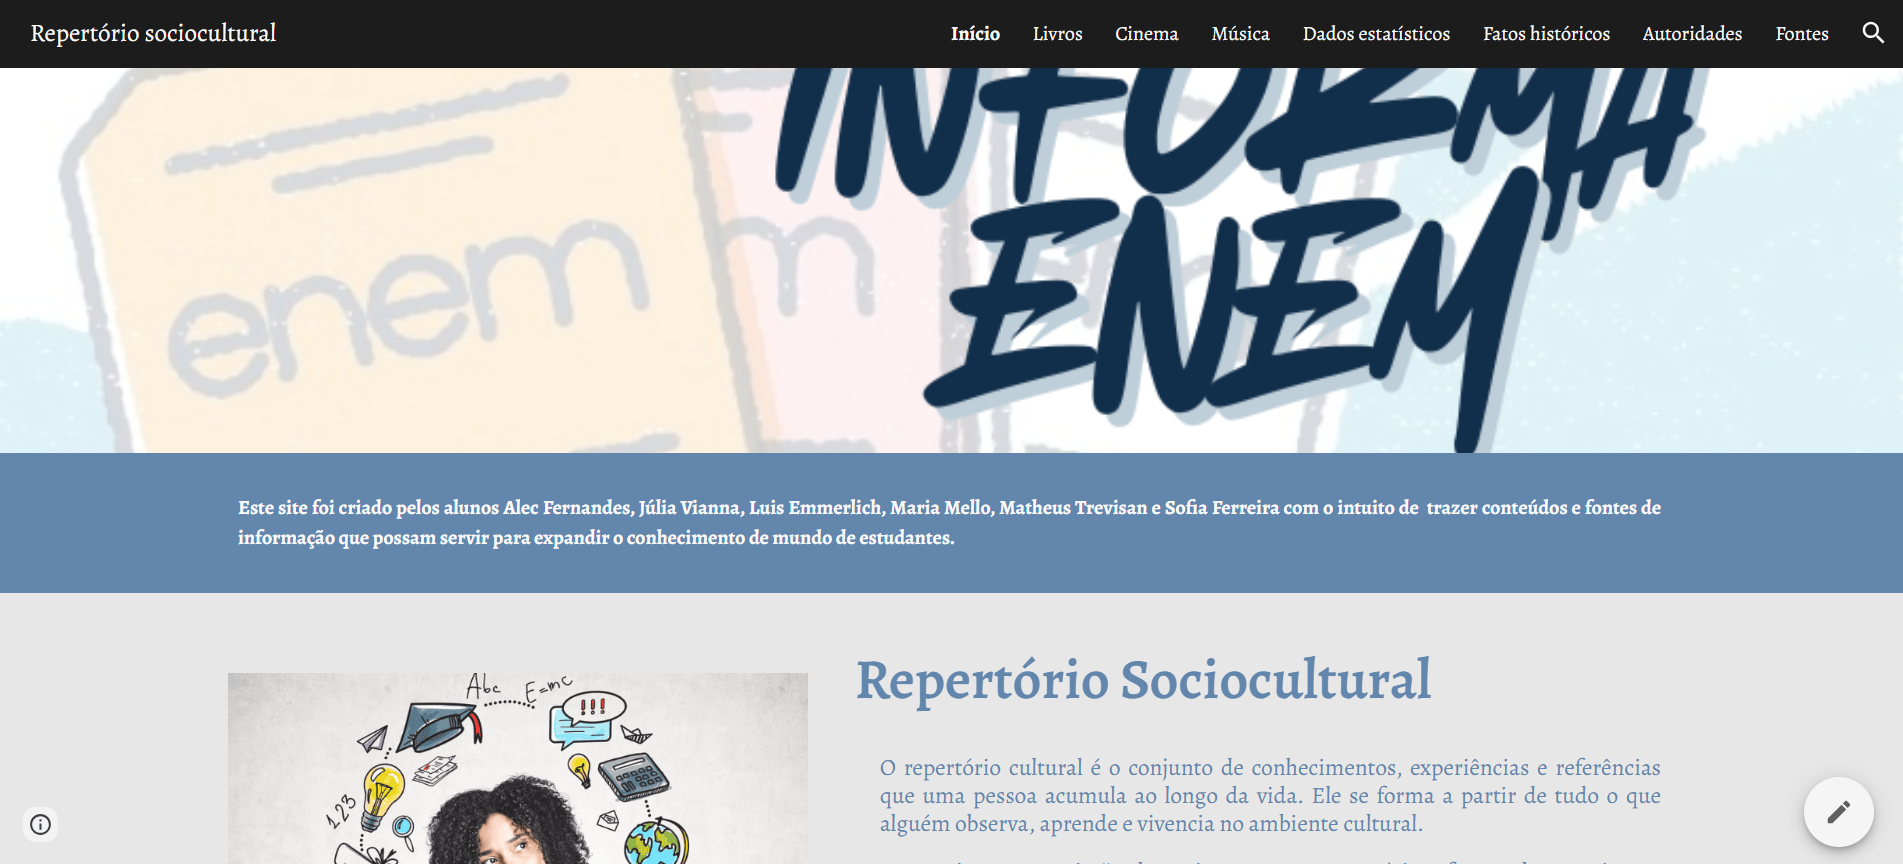 Repertório sociocultural
Início Livros Cinema Música Dados estatísticos Fatos históricos Autoridades Fontes
INFORMA
enem
ENEM
Este site foi criado pelos alunos Alec Fernandes, Júlia Vianna, Luis Emmerlich, Maria Mello, Matheus Trevisan e Sofia Ferreira com o intuito de trazer conteúdos e fontes de
informação que possam servir para expandir o conhecimento de mundo de estudantes.
Abc E=mc
!!!
123
Repertório Sociocultural
O repertório cultural é o conjunto de conhecimentos, experiências e referências
que uma pessoa acumula ao longo da vida. Ele se forma a partir de tudo o que
alguém observa, aprende e vivencia no ambiente cultural.